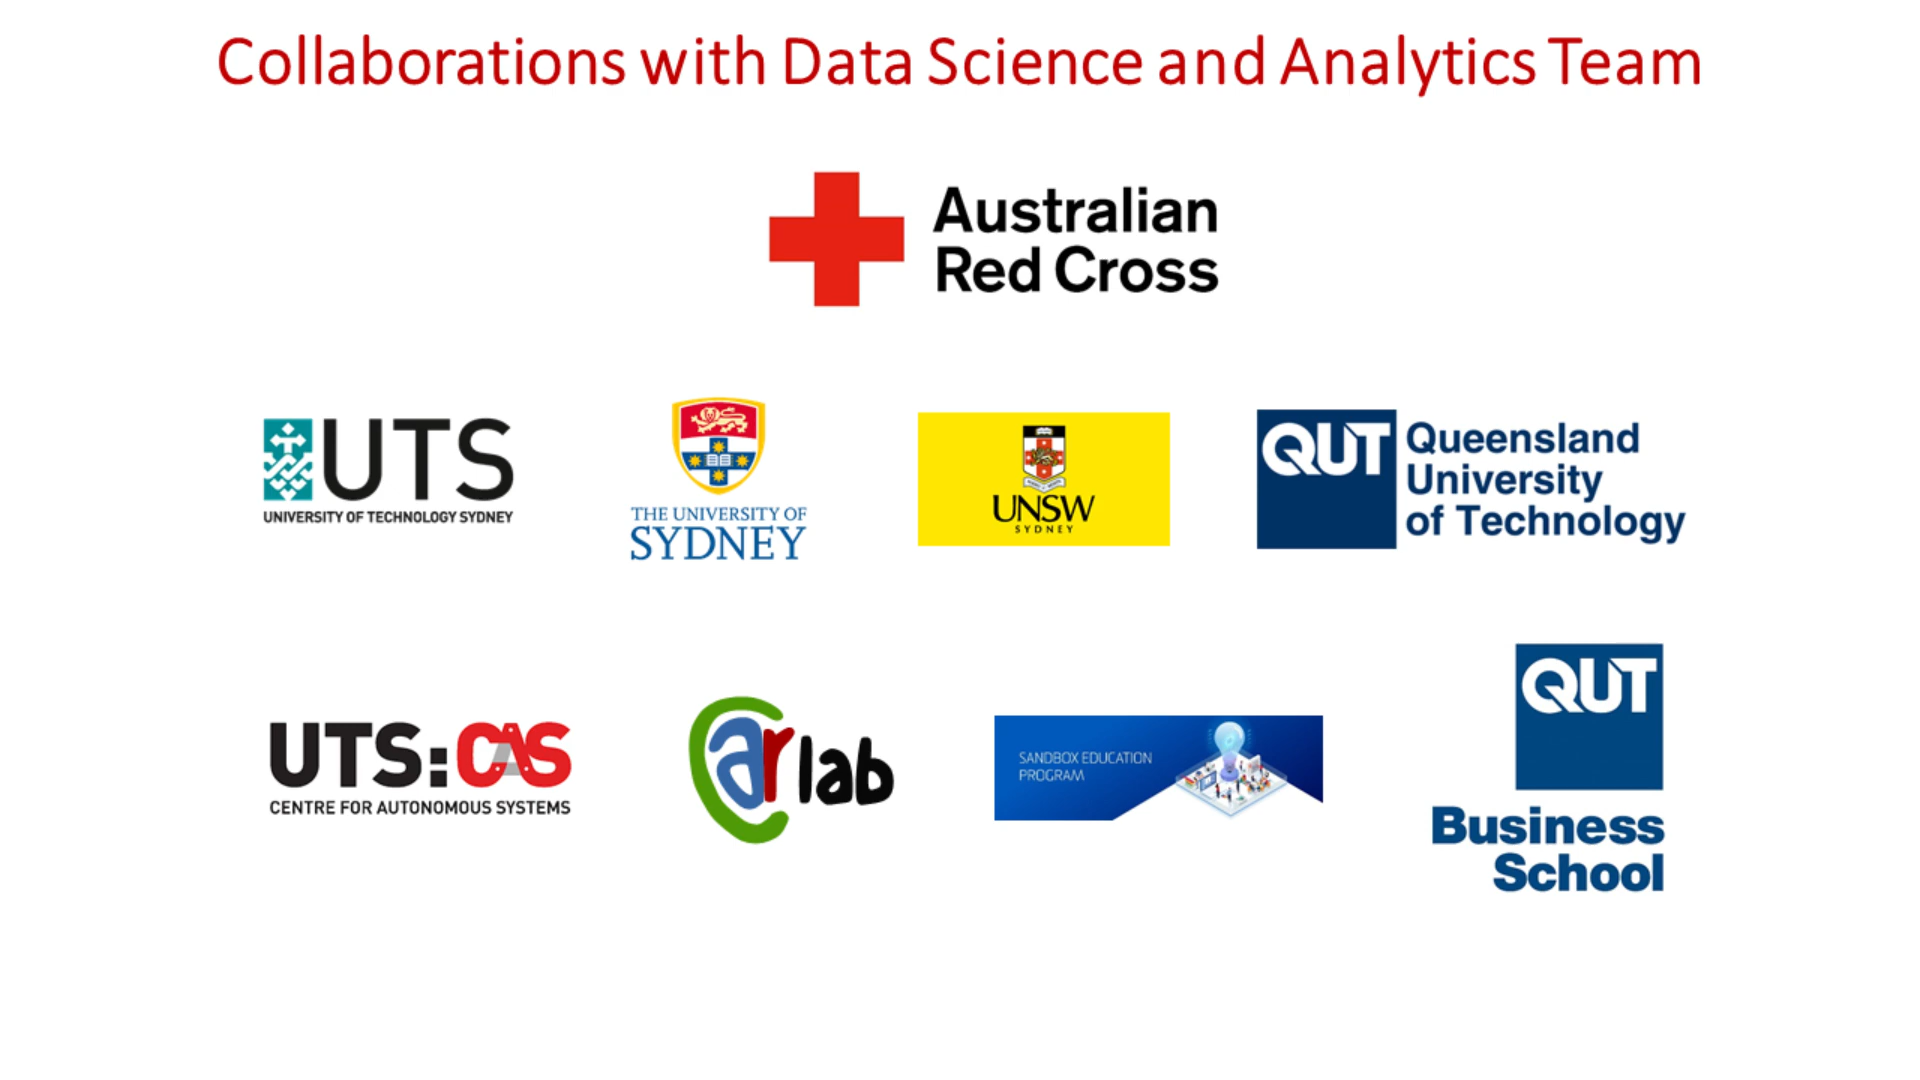 Collaborations with Data Science and Analytics Team
Australian
Red Cross
UTS
UNIVERSITY OF TECHNOLOGY SYDNEY
THE UNIVERSITY OF
SYDNEY
UNSW
SYDNEY
QUT
Queensland
University
of Technology
UTS:CAS
CENTRE FOR AUTONOMOUS SYSTEMS
Carlab
SANDBOX EDUCATION
PROGRAM
QUT
Business
School